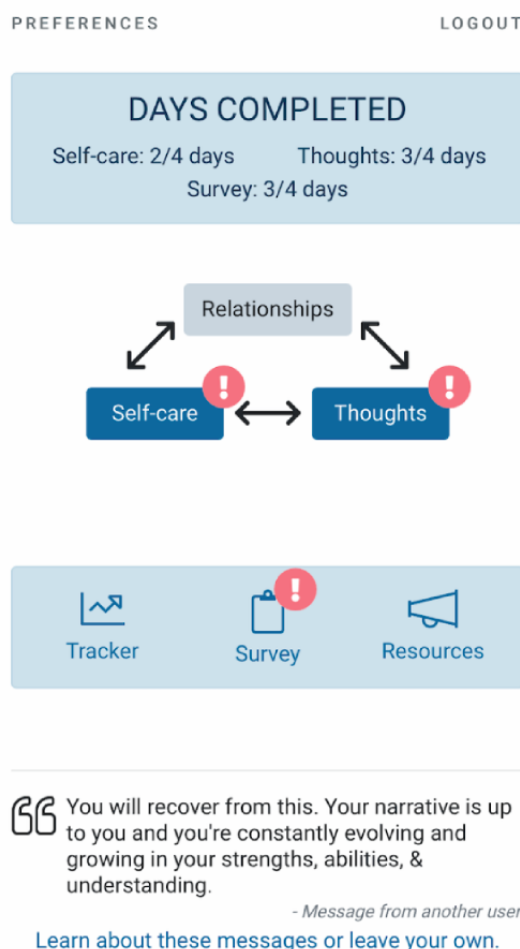 PREFERENCES LOGOUT
DAYS COMPLETED
Self-care: 2/4 days Thoughts: 3/4 days
Survey: 3/4 days
Relationships
Self-care Thoughts
Tracker Survey Resources
You will recover from this. Your narrative is up
to you and you're constantly evolving and
growing in your strengths, abilities, &
understanding.
- Message from another user
Learn about these messages or leave your own.